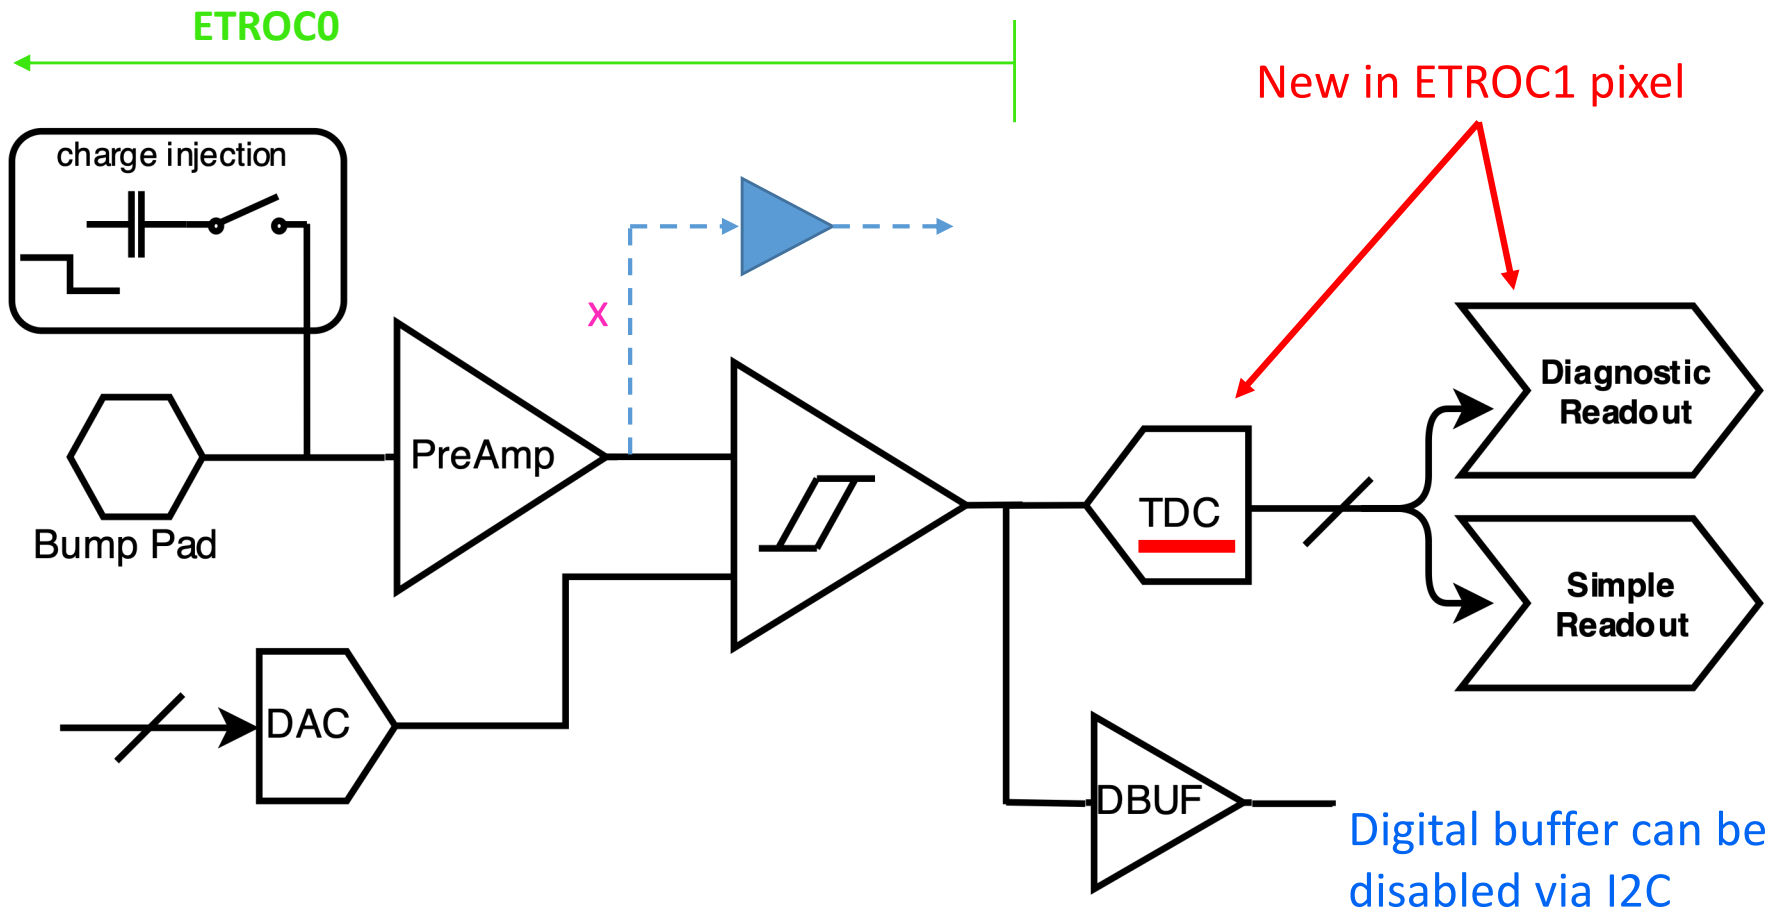 ETROC0
New in ETROC1 pixel
charge injection
x
Diagnostic
Readout
PreAmp
TDC
Bump Pad
Simple
Readout
DAC
DBUF
Digital buffer can be
disabled via I2C